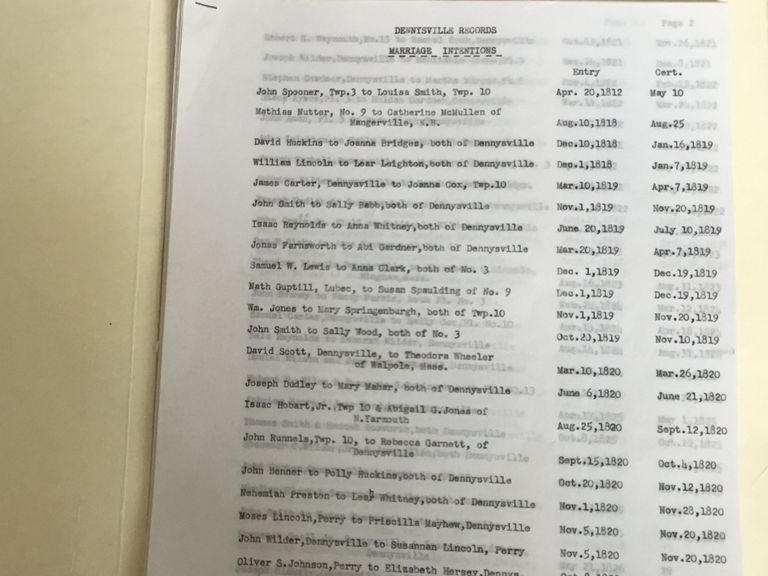 DENNYSVILLE RECORDS
MARRIAGE INTENTIONS
Entry Cert.
John Spooner, Twp.3 to Louisa Smith, Twp. 10 Apr. 20,1812 May 10
Mathias Nutter, No. 9 to Catherine McMullen of
Mangerville, N.B. Aug.10,1818 Aug.25
David Huckins to Joanna Bridges, both of Dennysville Dec.10,1818 Jan.16,1819
William Lincoln to Lear Leighton,both of Dennysville Dec.1,1818 Jan.7,1819
James Carter, Dennysville to Joanna Cox, Twp.10 Mar.10,1819 Apr.7,1819
John Smith to Sally Babb,both of Dennysville Nov.1,1819 Nov.20,1819
Isaac Reynolds to Anna Whitney,both of Dennysville June 20,1819 July 10,1819
Jonas Farnsworth to Abi Gardner,both of Dennysville Mar.20,1819 Apr.7,1819
Samuel W. Lewis to Anna Clark, both of No. 3 Dec. 1,1819 Dec.19,1819
Nath Guptill, Lubec, to Susan Spaulding of No. 9 Dec.1,1819 Dec.19,1819
Wm. Jones to Mary Springenburgh, both of Twp.10 Nov.1,1819 Nov.20,1819
John Smith to Sally Wood, both of No. 3 Oct.23,1819 Nov.10,1819
David Scott, Dennysville, to Theodora Wheeler
of Walpole, Mass. Mar.10,1820 Mar.26,1820
Joseph Dudley to Mary Mahar, both of Dennysville June 6,1820 June 21,1820
Isaac Hobart,Jr. Twp 10 & Abigail G.Jones of
N.Yarmouth Aug.25,1820 Sept.12,1820
John Runnels,Twp. 10, to Rebecca Garnett, of
Dennysville Sept.15,1820 Oct.4,1820
John Benner to Polly Huckins,both of Dennysville Oct.20,1820 Nov.12,1820
Nehemiah Preston to Leah Whitney,both of Dennysville Nov.1,1820 Nov.28,1820
Moses Lincoln,Perry to Priscilla Mayhew,Dennysville Nov.5,1820 Nov.20,1820
John Wilder,Dennysville to Susannan Lincoln, Perry Nov.5,1820 Nov.20,1820
Oliver S.Johnson,Perry to Elizabeth Hersey,Dennys.